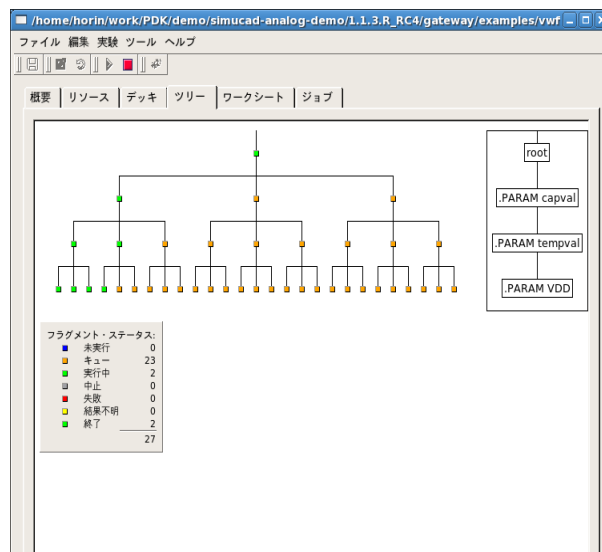 /home/horin/work/PDK/demo/simucad-analog-demo/1.1.3.R_RC4/gateway/examples/vwf
ファイル 編集 実験 ツール ヘルプ
概要 リソース デッキ ツリー ワークシート ジョブ
root
.PARAM capval
.PARAM tempval
.PARAM VDD
フラグメント・ステータス:
未実行 0
キュー 23
実行中 2
中止 0
失敗 0
結果不明 0
終了 2
27